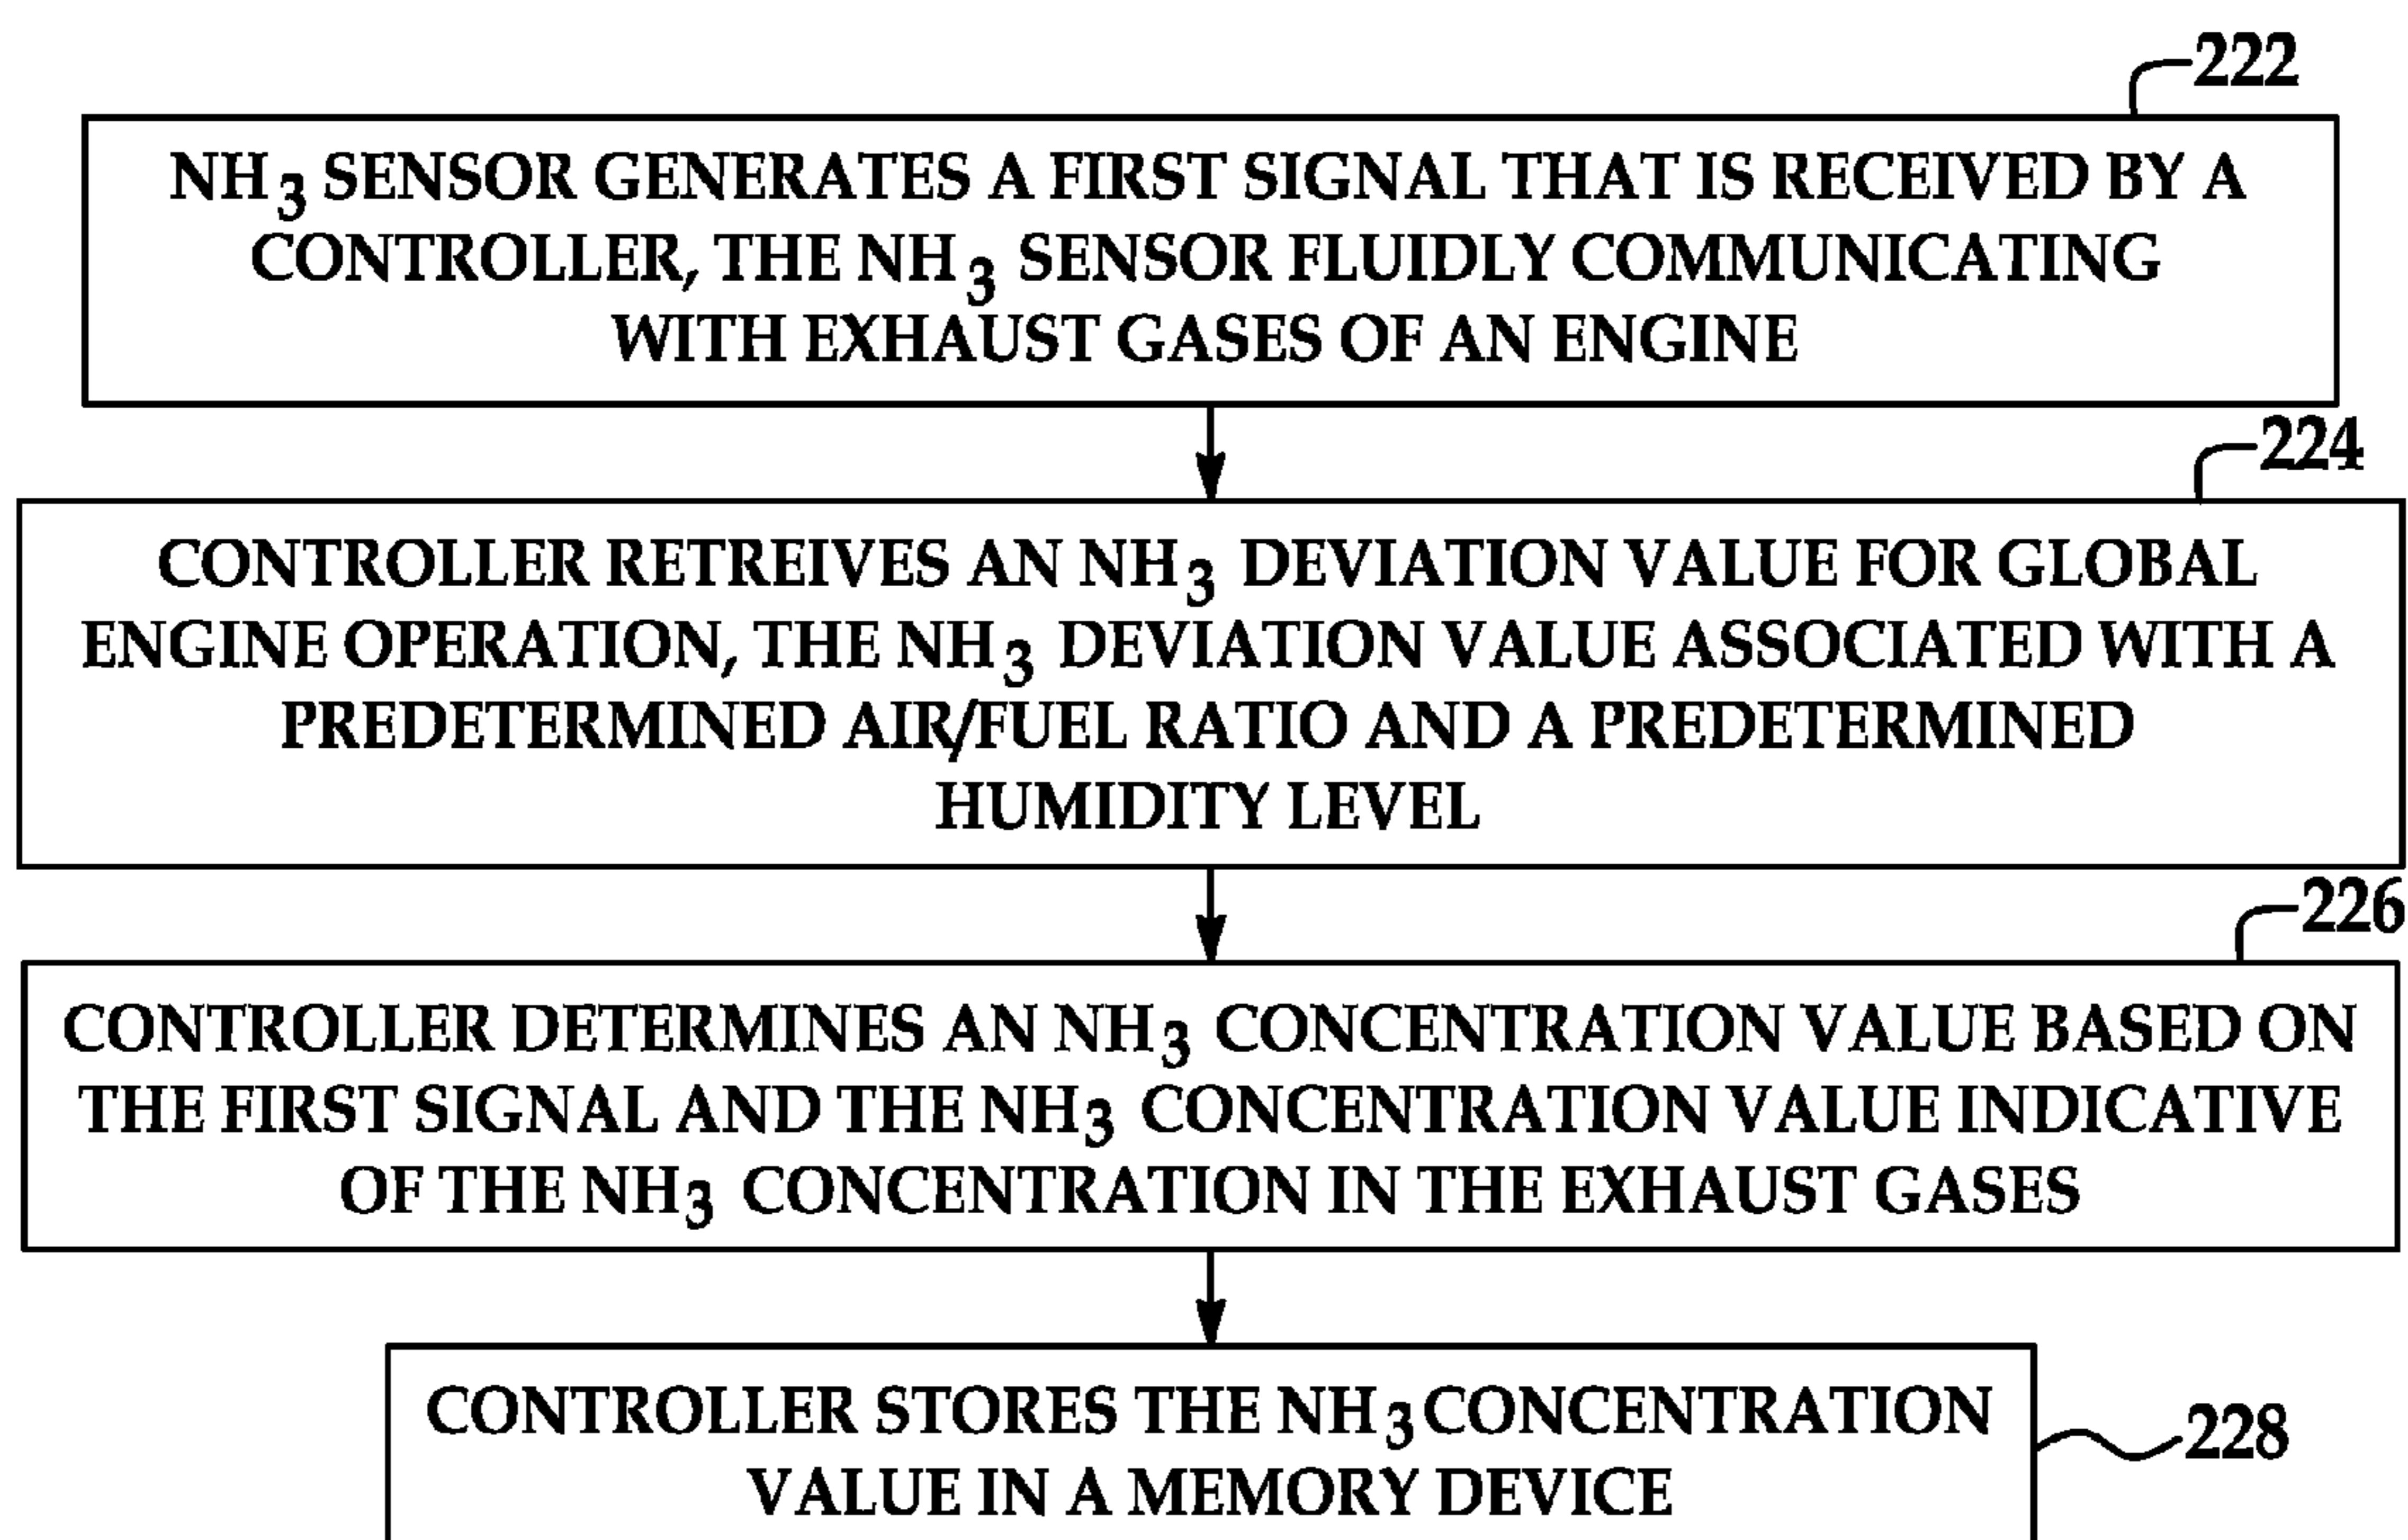 222
NH3 SENSOR GENERATES A FIRST SIGNAL THAT IS RECEIVED BY A
CONTROLLER, THE NH3 SENSOR FLUIDLY COMMUNICATING
WITH EXHAUST GASES OF AN ENGINE
224
CONTROLLER RETREIVES AN NH3 DEVIATION VALUE FOR GLOBAL
ENGINE OPERATION, THE NH3 DEVIATION VALUE ASSOCIATED WITH A
PREDETERMINED AIR/FUEL RATIO AND A PREDETERMINED
HUMIDITY LEVEL
226
CONTROLLER DETERMINES AN NH3 CONCENTRATION VALUE BASED ON
THE FIRST SIGNAL AND THE NH3 CONCENTRATION VALUE INDICATIVE
OF THE NH3 CONCENTRATION IN THE EXHAUST GASES
CONTROLLER STORES THE NH3 CONCENTRATION
VALUE IN A MEMORY DEVICE
228